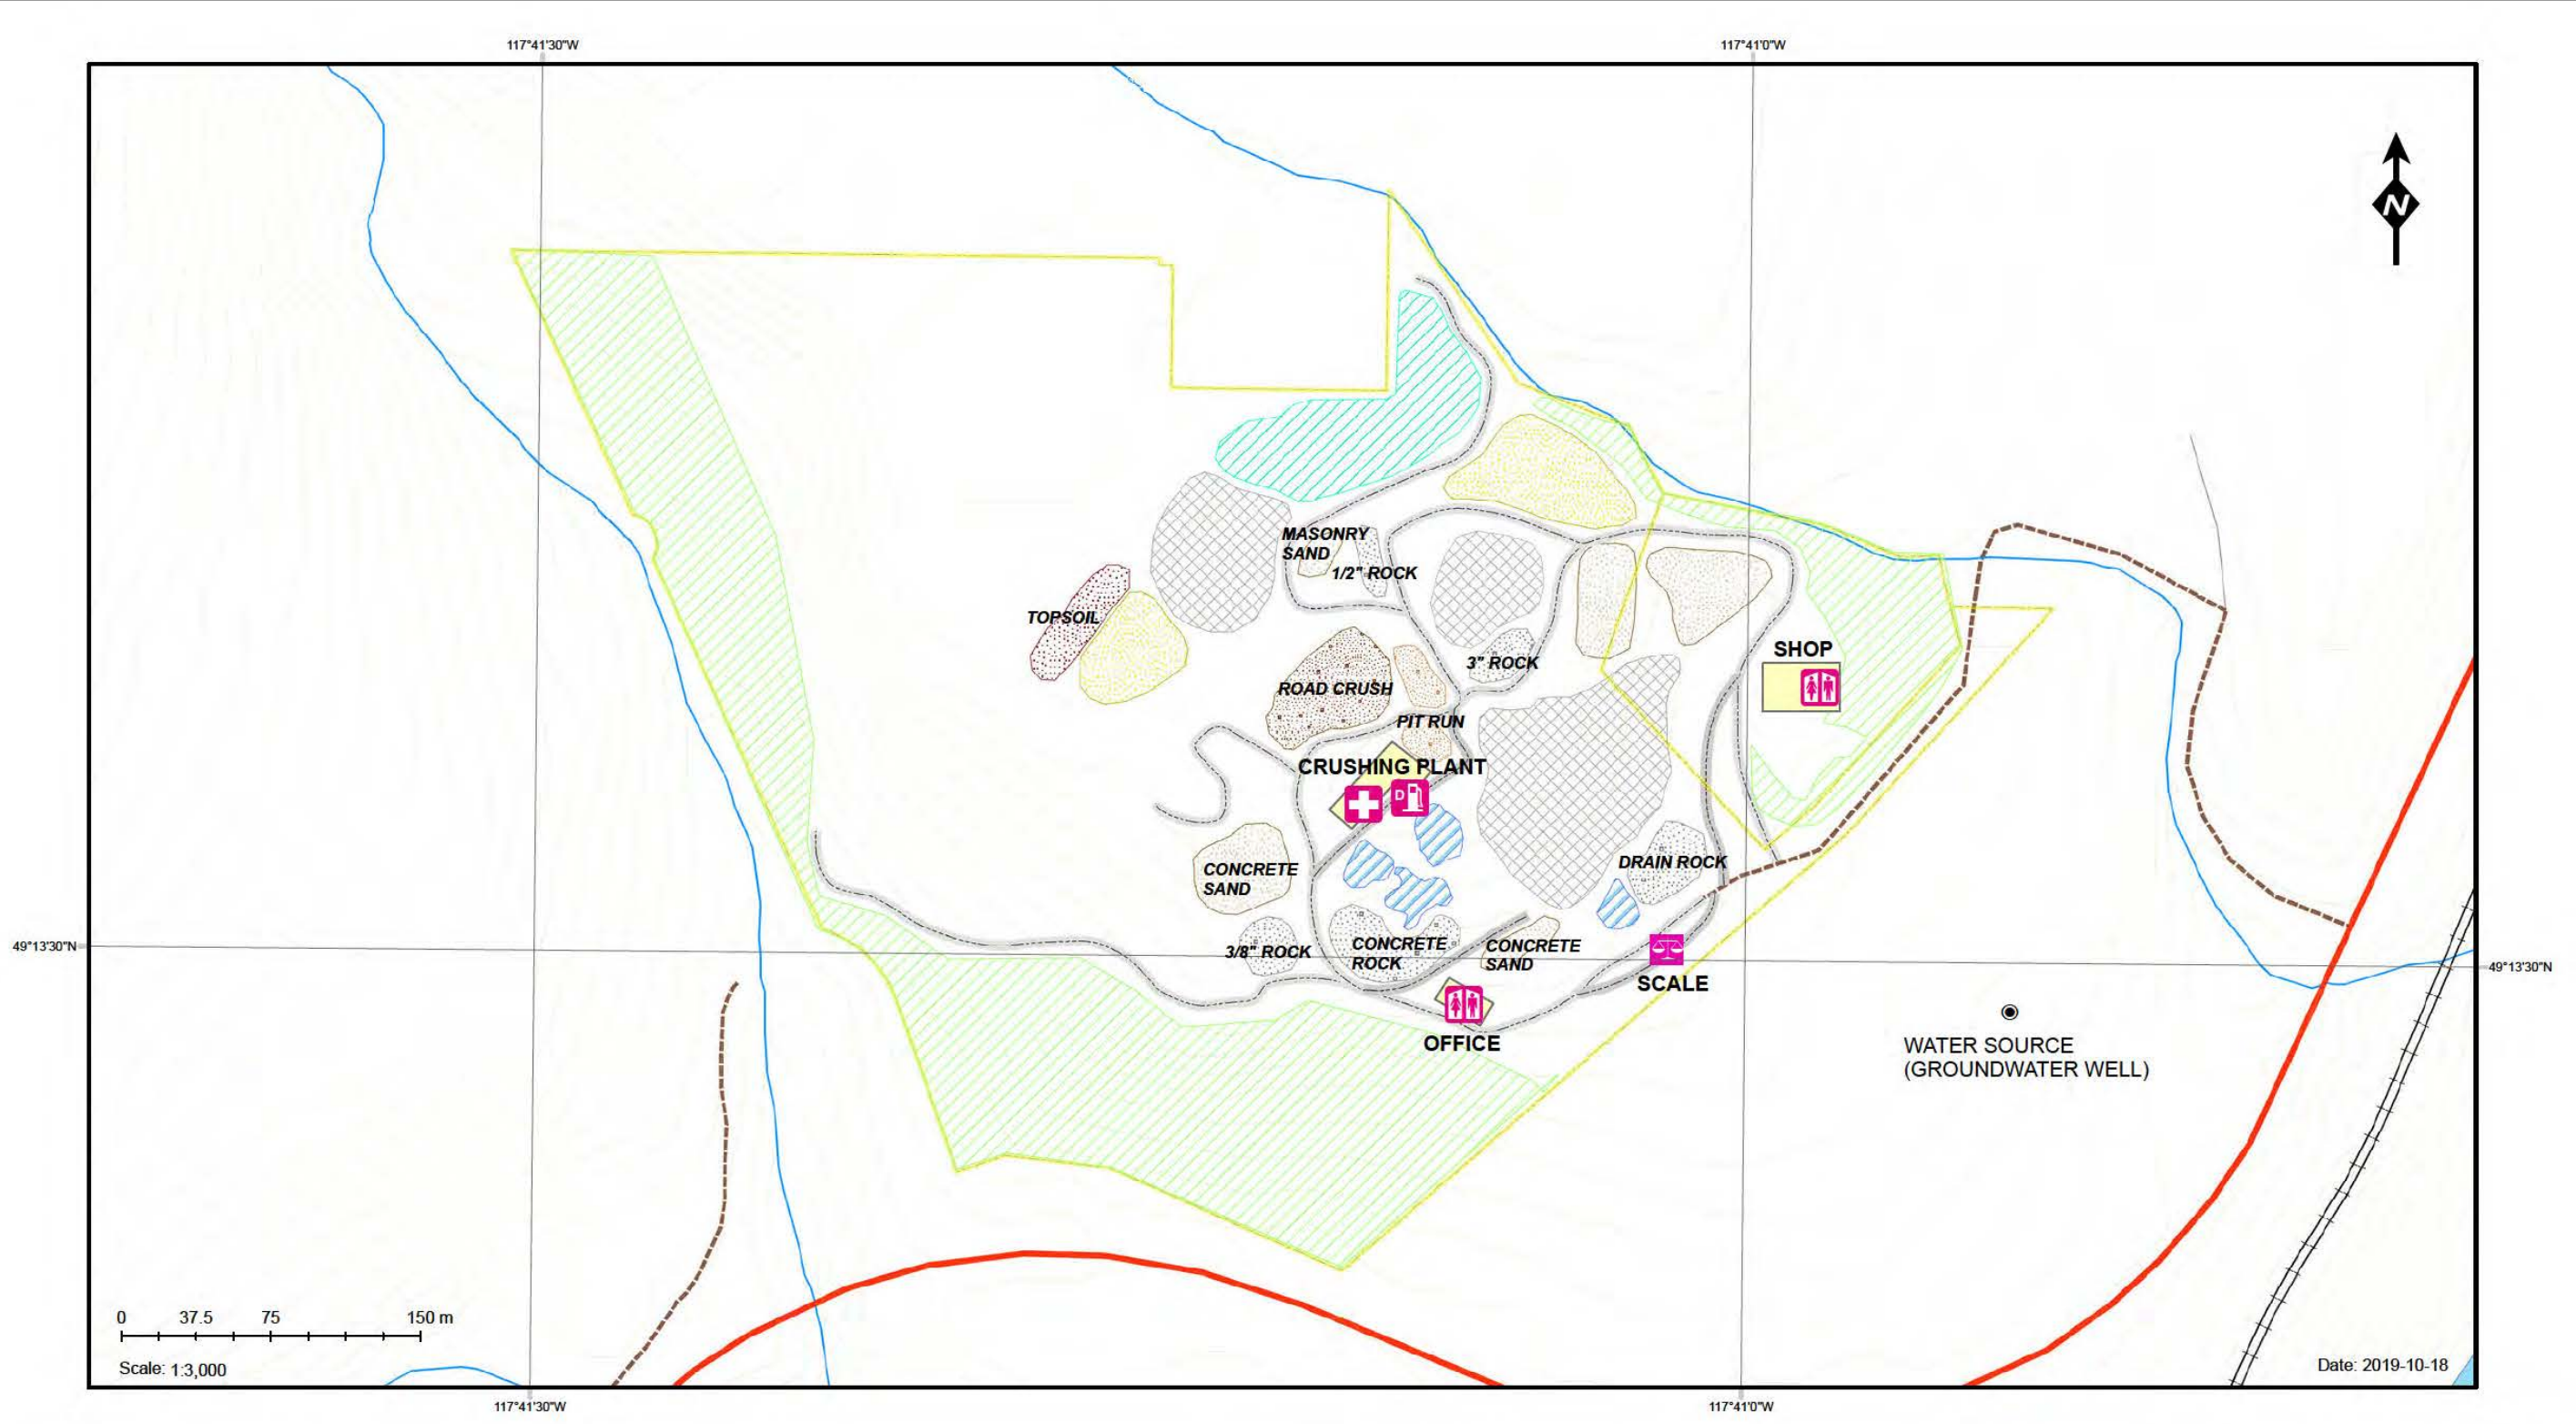 117°41'30"W
117°41'0"W
N
MASONRY
SAND
1/2" ROCK
TOPSOIL
SHOP
3" ROCK
ROAD CRUSH
PIT RUN
CRUSHING PLANT
D
DRAIN ROCK
CONCRETE
SAND
49°13'30"N
3/8" ROCK
CONCRETE
ROCK
CONCRETE
SAND
49°13'30"N
SCALE
OFFICE
WATER SOURCE
(GROUNDWATER WELL)
0 37.5 75 150 m
Scale: 1:3,000
Date: 2019-10-18
117°41'30"W
117°41'0"W